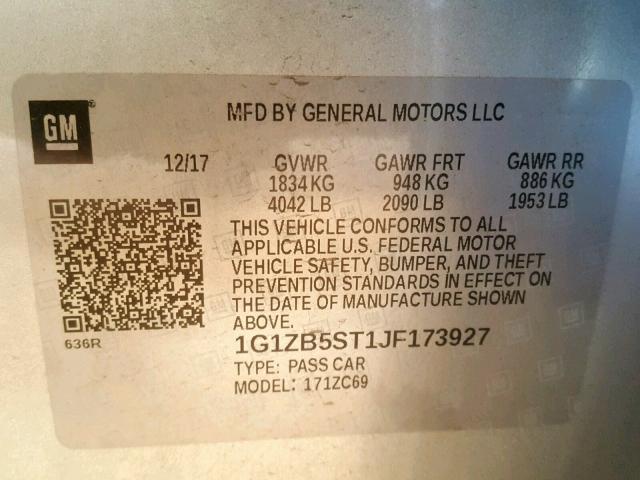 GM ®
MFD BY GENERAL MOTORS LLC
12/17 GVWR GAWR FRT GAWR RR
1834 KG 948 KG 886 KG
4042 LB 2090 LB 1953 LB
THIS VEHICLE CONFORMS TO ALL
APPLICABLE U.S. FEDERAL MOTOR
VEHICLE SAFETY, BUMPER, AND THEFT
PREVENTION STANDARDS IN EFFECT ON
THE DATE OF MANUFACTURE SHOWN
ABOVE.
636R
1G1ZB5ST1JF173927
TYPE: PASS CAR
MODEL: 171ZC69